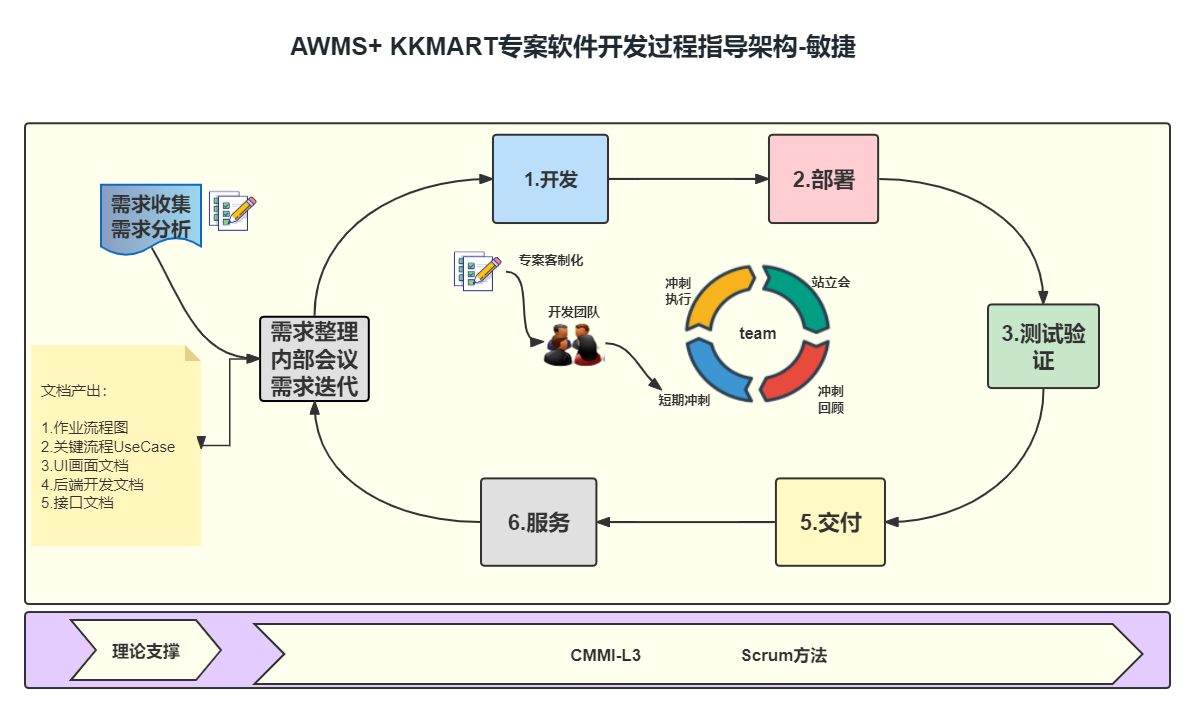 AWMS+ KKMART专案软件开发过程指导架构-敏捷
1.开发
2.部署
需求收集
需求分析
专案客制化
冲刺
执行
站立会
开发团队
team
3.测试验
证
需求整理
内部会议
需求迭代
短期冲刺
冲刺
回顾
文档产出：
1.作业流程图
2.关键流程UseCase
3.UI画面文档
4.后端开发文档
5.接口文档
6.服务
5.交付
理论支撑
CMMI-L3
Scrum方法